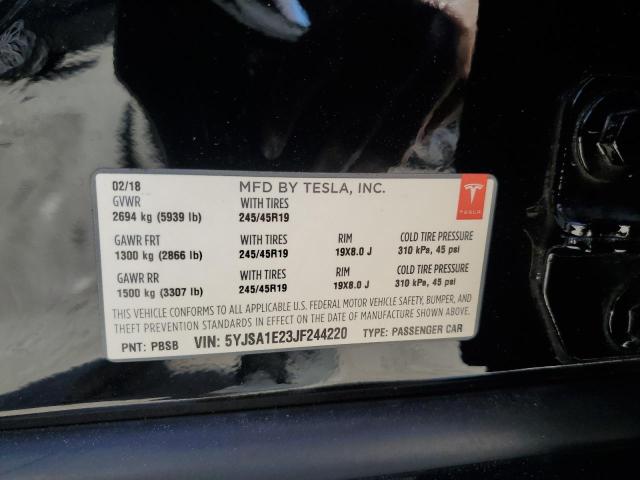 02/18 MFD BY TESLA, INC.
GVWR WITH TIRES
2694 kg (5939 lb) 245/45R19
TESLA
GAWR FRT WITH TIRES RIM COLD TIRE PRESSURE
1300 kg (2866 lb) 245/45R19 19X8.0 J 310 kPa, 45 psi
GAWR RR WITH TIRES RIM COLD TIRE PRESSURE
1500 kg (3307 lb) 245/45R19 19X8.0 J 310 kPa, 45 psi
THIS VEHICLE CONFORMS TO ALL APPLICABLE U.S. FEDERAL MOTOR VEHICLE SAFETY, BUMPER, AND
THEFT PREVENTION STANDARDS IN EFFECT ON THE DATE OF MANUFACTURE SHOWN ABOVE.
PNT: PBSB VIN: 5YJSA1E23JF244220 TYPE: PASSENGER CAR